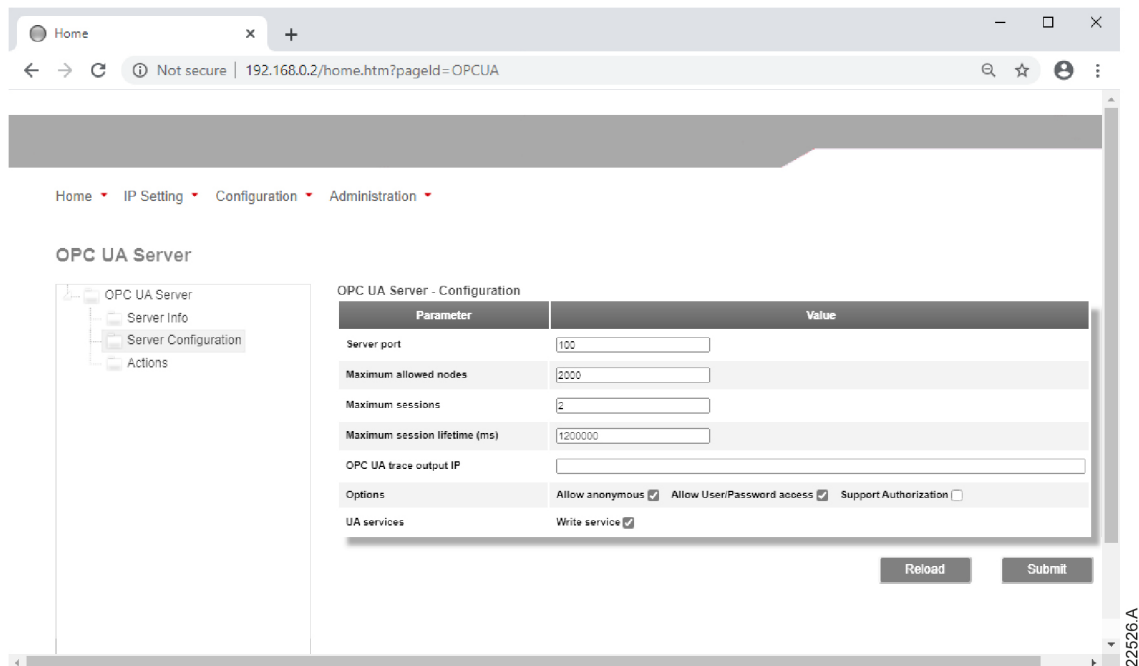 Home
Not secure | 192.168.0.2/home.htm?pageId=OPCUA
Home IP Setting Configuration Administration
OPC UA Server
OPC UA Server
Server Info
Server Configuration
Actions
OPC UA Server - Configuration
Parameter Value
Server port 100
Maximum allowed nodes 2000
Maximum sessions 2
Maximum session lifetime (ms) 1200000
OPC UA trace output IP
Options Allow anonymous Allow User/Password access Support Authorization
UA services Write service
Reload Submit
22526.A